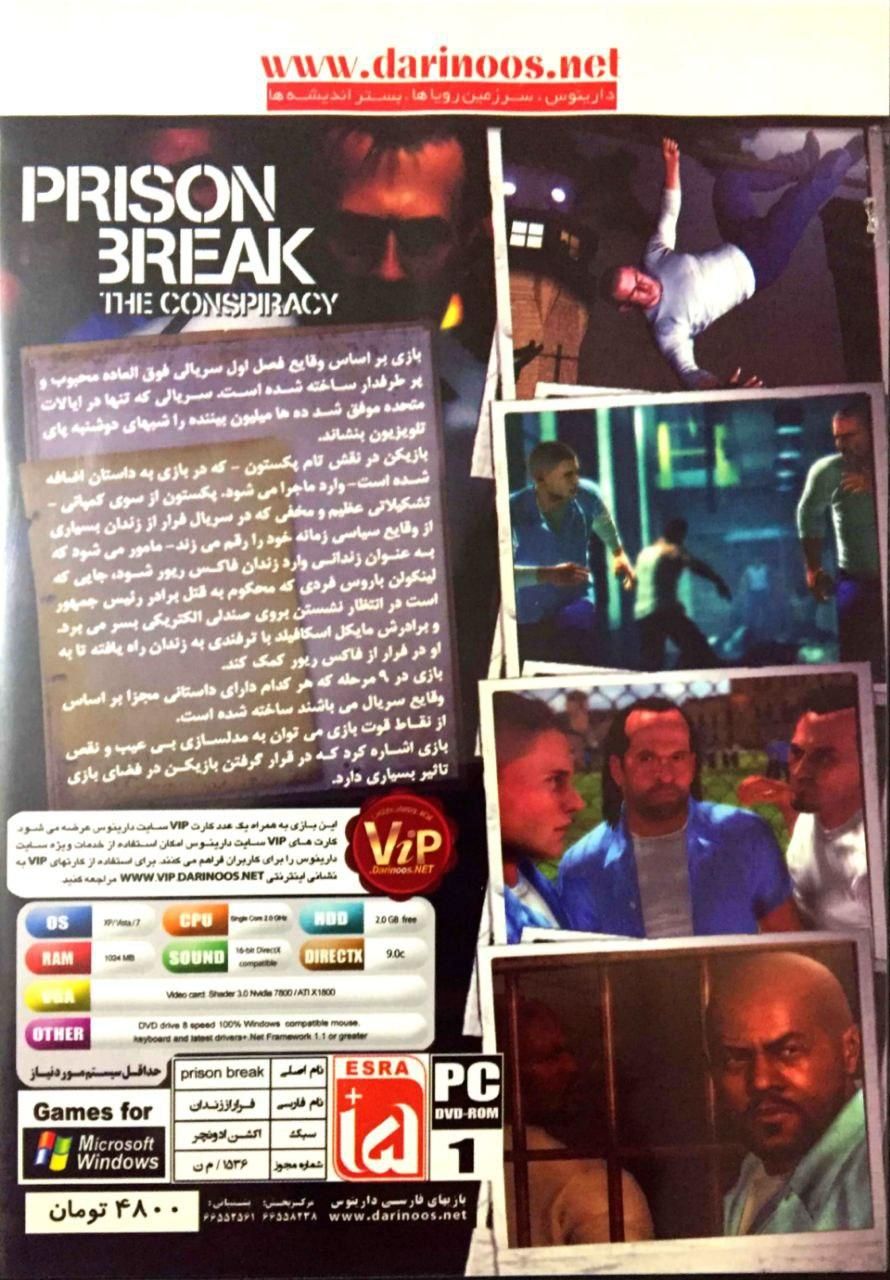 www.darinoos.net
دارینوس، سرزمین رویا ها، بستر اندیشه ها
PRISON
BREAK
THE CONSPIRACY
بازی بر اساس وقایع فصل اول سریالی فوق العاده محبوب و
پر طرفدار ساخته شده است. سریالی که تنها در ایالات
متحده موفق شد ده ها میلیون بیننده را شبهای دوشنبه پای
تلویزیون بنشاند.
بازیکن در نقش تام پکستون - که در بازی به داستان اضافه
شده است- وارد ماجرا می شود. پکستون از سوی کمپانی -
تشکیلاتی عظیم و مخفی که در سریال فرار از زندان بسیاری
از وقایع سیاسی زمانه خود را رقم می زند- مامور می شود که
به عنوان زندانی وارد زندان فاکس ریور شود، جایی که
لینکولن باروس فردی که محکوم به قتل برادر رئیس جمهور
است در انتظار نشستن بروی صندلی الکتریکی بسر می برد.
و برادرش مایکل اسکافیلد با ترفندی به زندان راه یافته تا به
او در فرار از فاکس ریور کمک کند.
بازی در ۹ مرحله که هر کدام دارای داستانی مجزا بر اساس
وقایع سریال می باشند ساخته شده است.
از نقاط قوت بازی می توان به مدلسازی بی عیب و نقص
بازی اشاره کرد که در قرار گرفتن بازیکن در فضای بازی
تاثیر بسیاری دارد.
این بازی به همراه یک عدد کارت VIP سایت دارینوس عرضه می شود.
کارت های VIP سایت دارینوس امکان استفاده از خدمات ویژه سایت
دارینوس را برای کاربران فراهم می کنند. برای استفاده از کارتهای VIP به
نشانی اینترنتی WWW.VIP.DARINOOS.NET مراجعه کنید
ViP
.Darinoos.NET
OS XP/Vista/7 CPU Single Core 2.0 GHz HDD 2.0 GB free
RAM 1024 MB SOUND 16-bit DirectX compatible DIRECTX 9.0c
VGA Video card: Shader 3.0 Nvidia 7800 / ATI X1800
OTHER DVD drive 8 speed 100% Windows compatible mouse,
keyboard and latest drivers+.Net Framework 1.1 or greater
حداقل سیستم مورد نیاز
Games for
Microsoft
Windows
نام اصلی prison break
نام فارسی فرار از زندان
سبک اکشن ادونچر
شماره مجوز ۱۵۳۶ / م ن
ESRA
+۱۵
PC
DVD-ROM
1
۴۸۰۰ تومان
بازیهای فارسی دارینوس مرکز پخش: ۶۶۵۵۸۲۳۸ پشتیبانی: ۶۶۵۵۲۵۶۱
www.darinoos.net